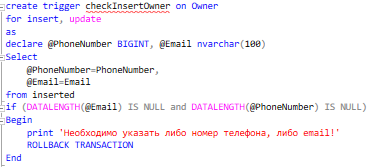 create trigger checkInsertOwner on Owner
for insert, update
as
declare @PhoneNumber BIGINT, @Email nvarchar(100)
Select
@PhoneNumber=PhoneNumber,
@Email=Email
from inserted
if (DATALENGTH(@Email) IS NULL and DATALENGTH(@PhoneNumber) IS NULL)
Begin
print 'Необходимо указать либо номер телефона, либо email!'
ROLLBACK TRANSACTION
End